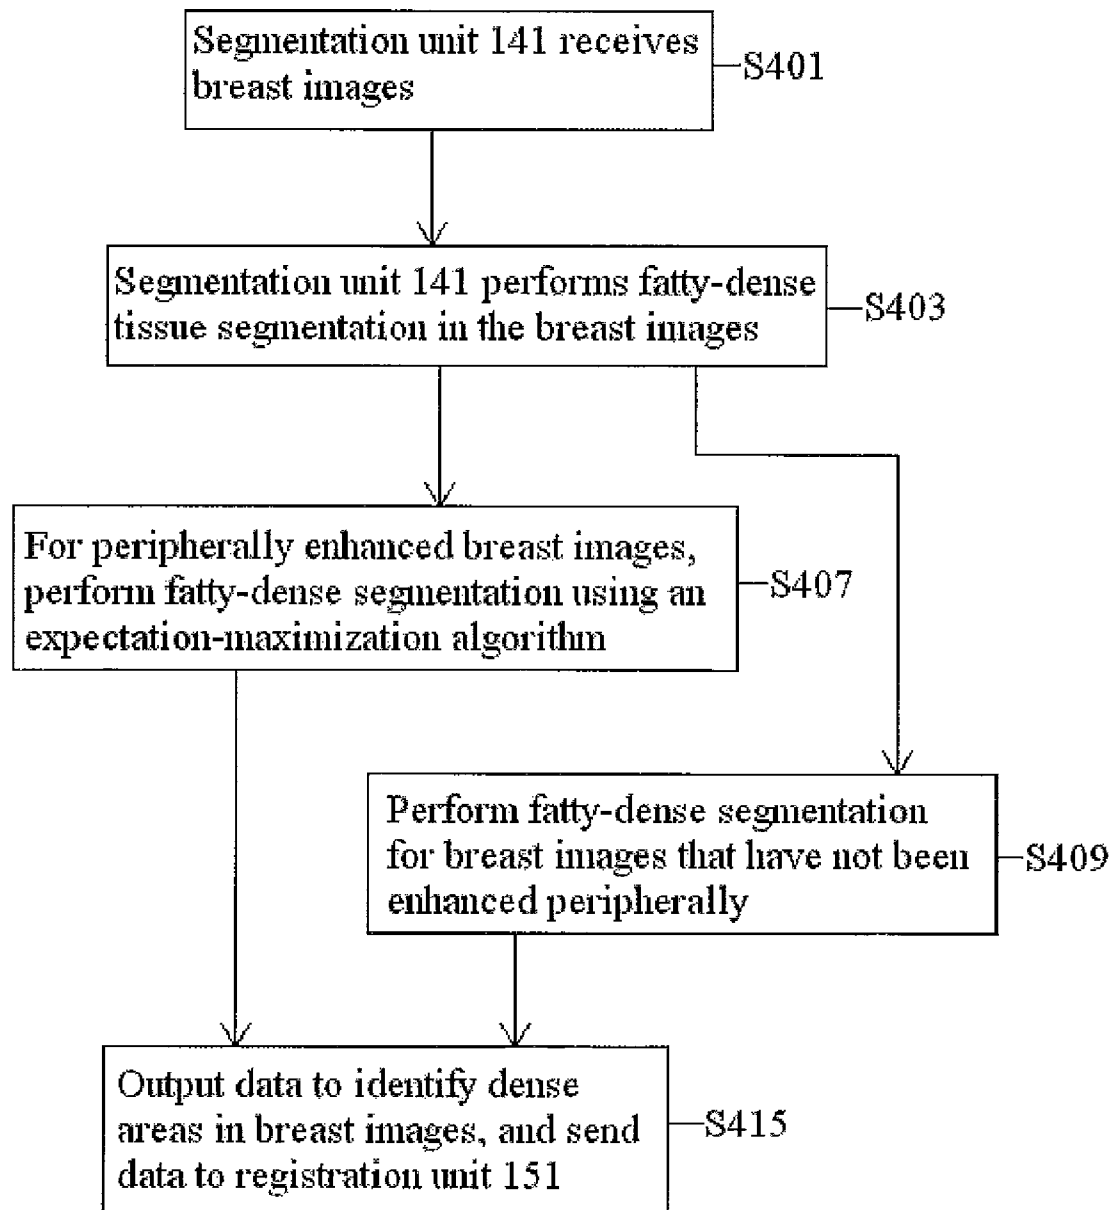 Segmentation unit 141 receives
breast images
S401
Segmentation unit 141 performs fatty-dense
tissue segmentation in the breast images
S403
For peripherally enhanced breast images,
perform fatty-dense segmentation using an
expectation-maximization algorithm
S407
Perform fatty-dense segmentation
for breast images that have not been
enhanced peripherally
S409
Output data to identify dense
areas in breast images, and send
data to registration unit 151
S415